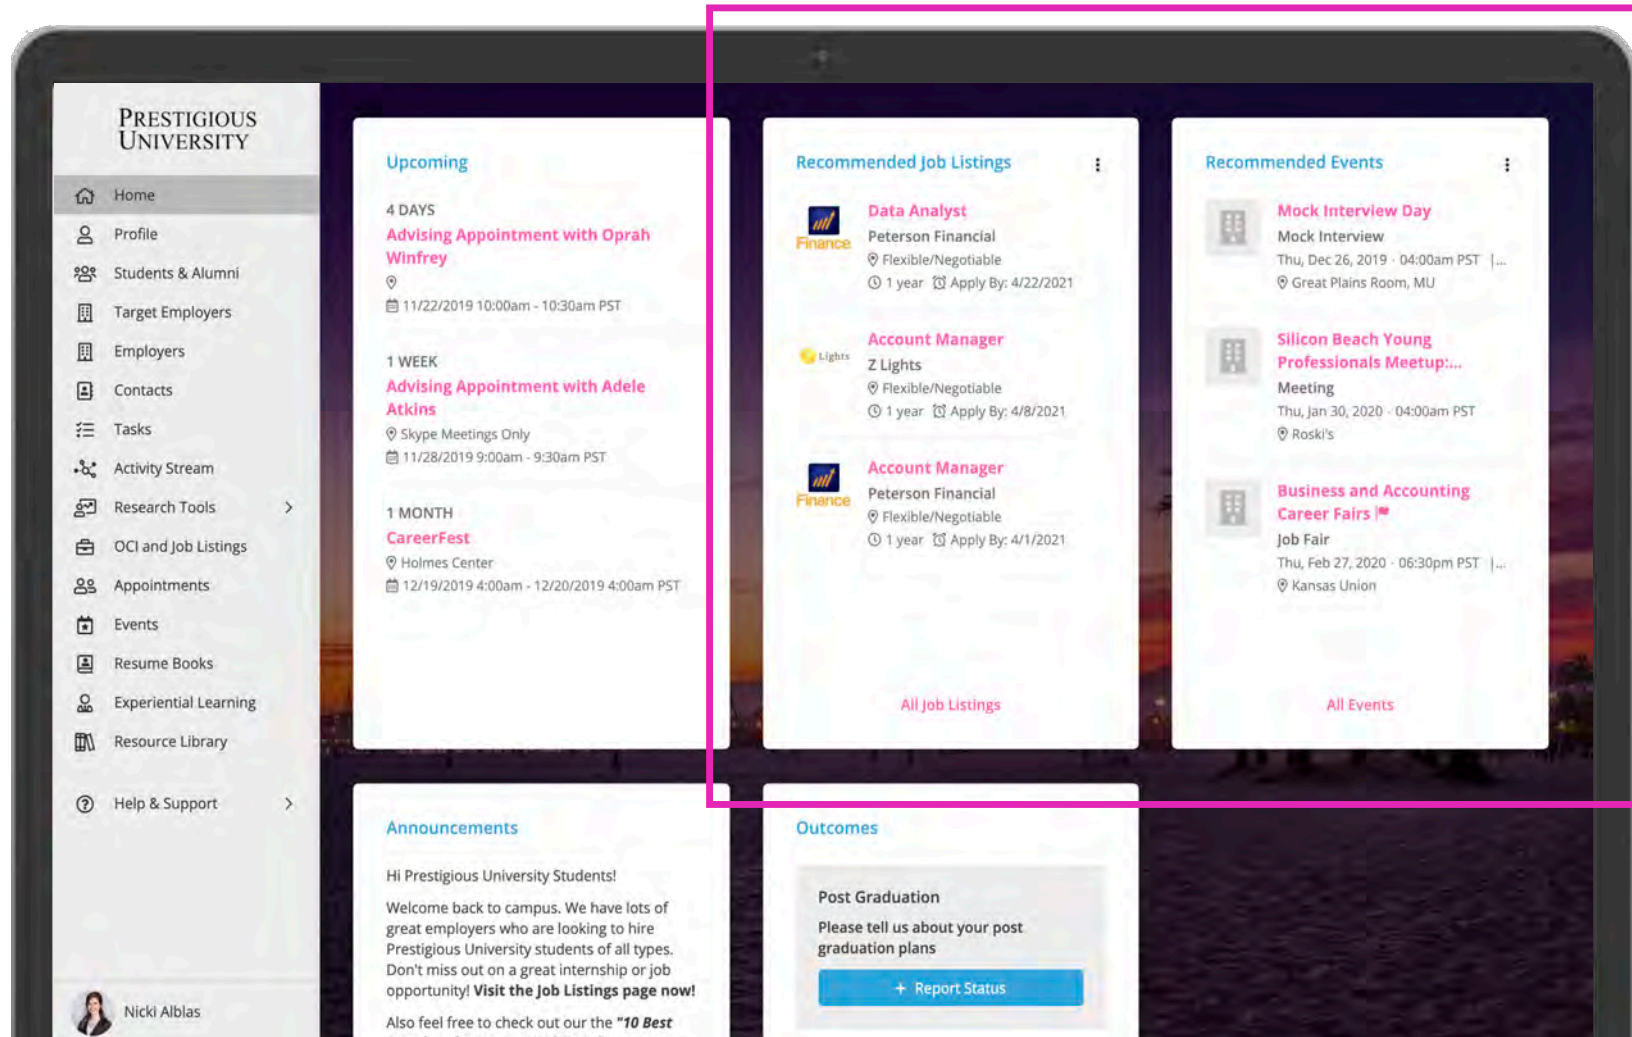 PRESTIGIOUS
UNIVERSITY
Home
Profile
Students & Alumni
Target Employers
Employers
Contacts
Tasks
Activity Stream
Research Tools
OCI and Job Listings
Appointments
Events
Resume Books
Experiential Learning
Resource Library
Help & Support
Nicki Alblas
Upcoming
4 DAYS
Advising Appointment with Oprah
Winfrey
11/22/2019 10:00am - 10:30am PST
1 WEEK
Advising Appointment with Adele
Atkins
Skype Meetings Only
11/28/2019 9:00am - 9:30am PST
1 MONTH
CareerFest
Holmes Center
12/19/2019 4:00am - 12/20/2019 4:00am PST
Recommended Job Listings
Finance
Data Analyst
Peterson Financial
Flexible/Negotiable
1 year Apply By: 4/22/2021
Lights
Account Manager
Z Lights
Flexible/Negotiable
1 year Apply By: 4/8/2021
Finance
Account Manager
Peterson Financial
Flexible/Negotiable
1 year Apply By: 4/1/2021
All Job Listings
Recommended Events
Mock Interview Day
Mock Interview
Thu, Dec 26, 2019 · 04:00am PST |...
Great Plains Room, MU
Silicon Beach Young
Professionals Meetup:...
Meeting
Thu, Jan 30, 2020 · 04:00am PST
Roski's
Business and Accounting
Career Fairs
Job Fair
Thu, Feb 27, 2020 · 06:30pm PST |...
Kansas Union
All Events
Announcements
Hi Prestigious University Students!
Welcome back to campus. We have lots of
great employers who are looking to hire
Prestigious University students of all types.
Don't miss out on a great internship or job
opportunity! Visit the Job Listings page now!
Also feel free to check out our the "10 Best
Outcomes
Post Graduation
Please tell us about your post
graduation plans
+ Report Status